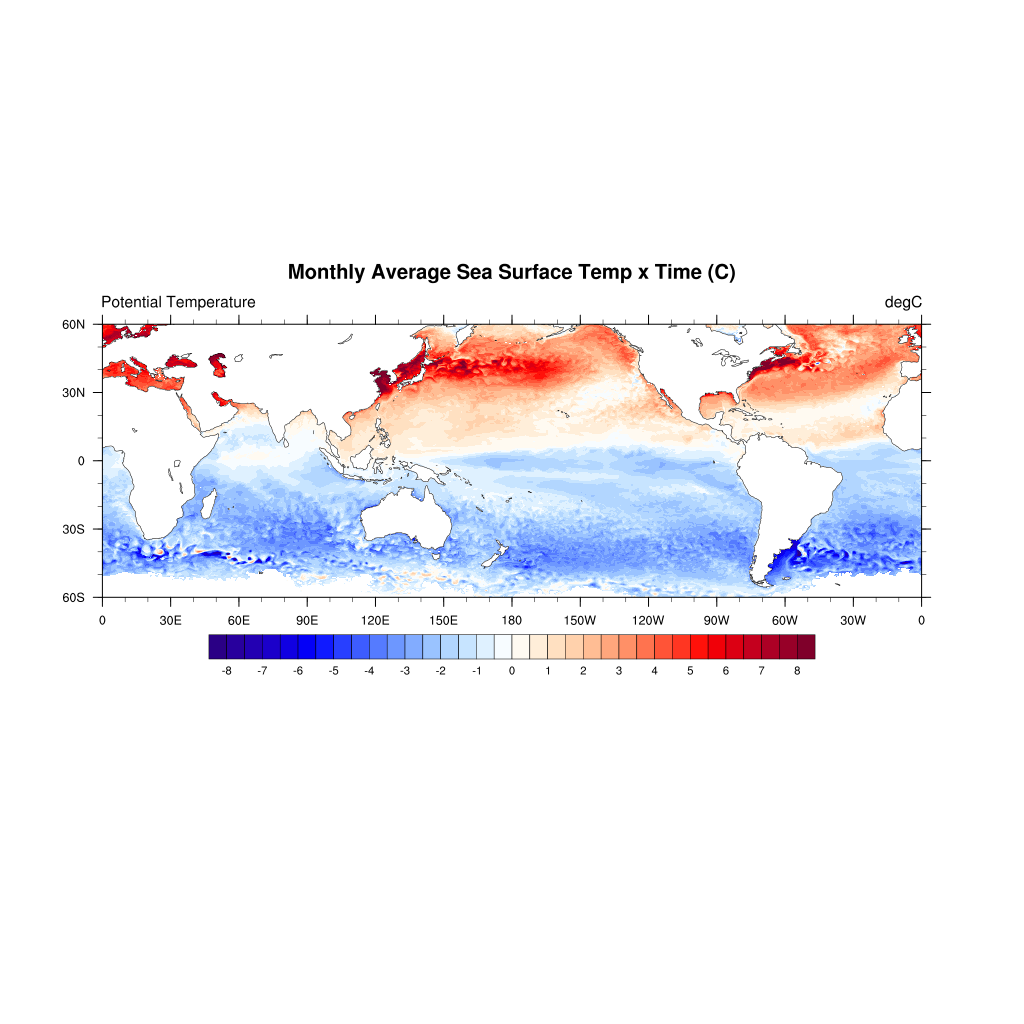 Monthly Average Sea Surface Temp x Time (C)
Potential Temperature degC
60N
30N
0
30S
60S
0 30E 60E 90E 120E 150E 180 150W 120W 90W 60W 30W 0
-8 -7 -6 -5 -4 -3 -2 -1 0 1 2 3 4 5 6 7 8